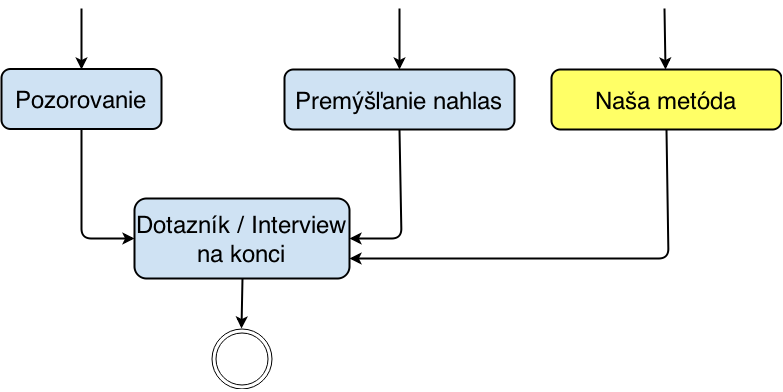 Pozorovanie
Premýšľanie nahlas
Naša metóda
Dotazník / Interview
na konci